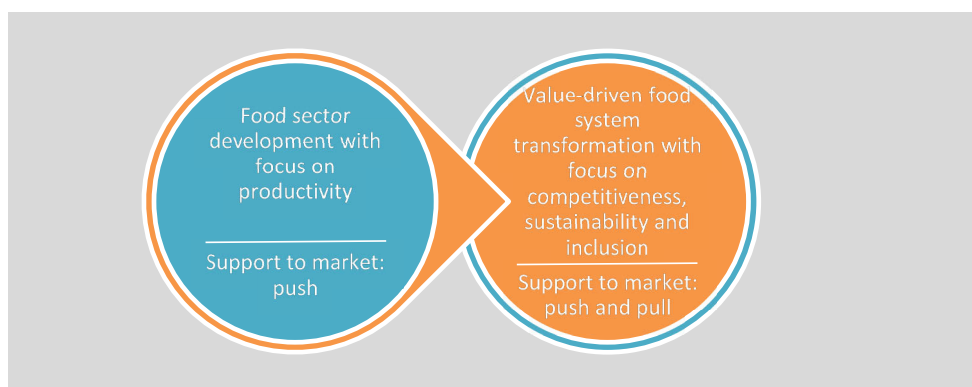 Food sector
development with
focus on
productivity
Support to market:
push
Value-driven food
system
transformation with
focus on
competitiveness,
sustainability and
inclusion
Support to market:
push and pull